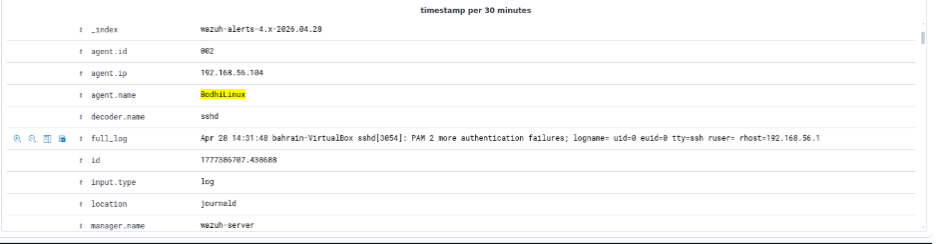 timestamp per 30 minutes
t _index wazuh-alerts-4.x-2026.04.28
t agent.id 002
t agent.ip 192.168.56.104
t agent.name BodhiLinux
t decoder.name sshd
t full_log Apr 28 14:31:48 bahrain-VirtualBox sshd[3054]: PAM 2 more authentication failures; logname= uid=0 euid=0 tty=ssh ruser= rhost=192.168.56.1
t id 1777386707.438688
t input.type log
t location journald
t manager.name wazuh-server